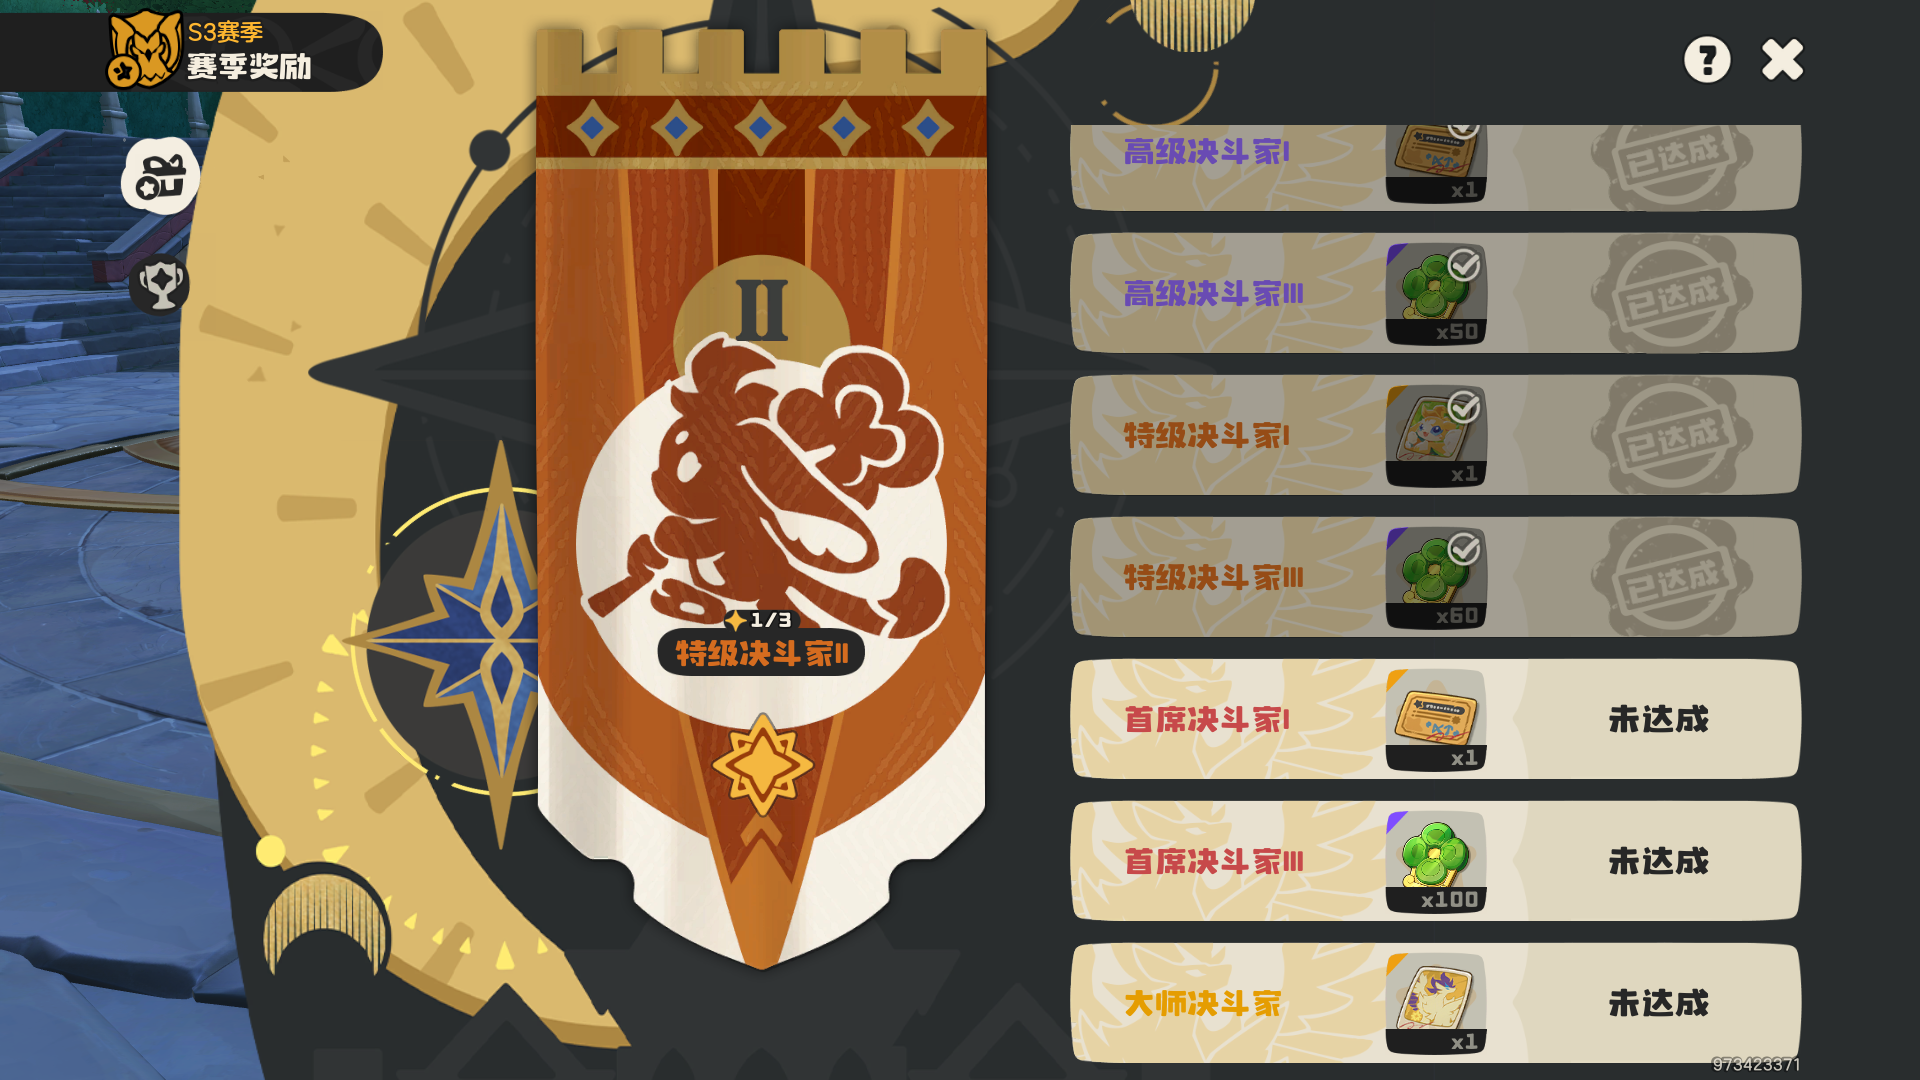 S3赛季
赛季奖励
II
1/3
特级决斗家II
高级决斗家I
x1
已达成
高级决斗家III
x50
已达成
特级决斗家I
x1
已达成
特级决斗家III
x60
已达成
首席决斗家I
x1
未达成
首席决斗家III
x100
未达成
大师决斗家
x1
未达成
973423371